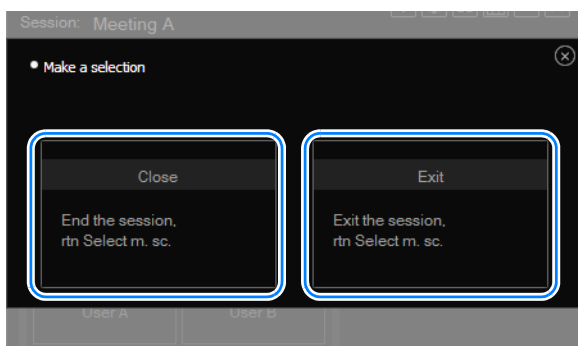 Session: Meeting A
Make a selection
Close
End the session,
rtn Select m. sc.
Exit
Exit the session,
rtn Select m. sc.
User A
User B